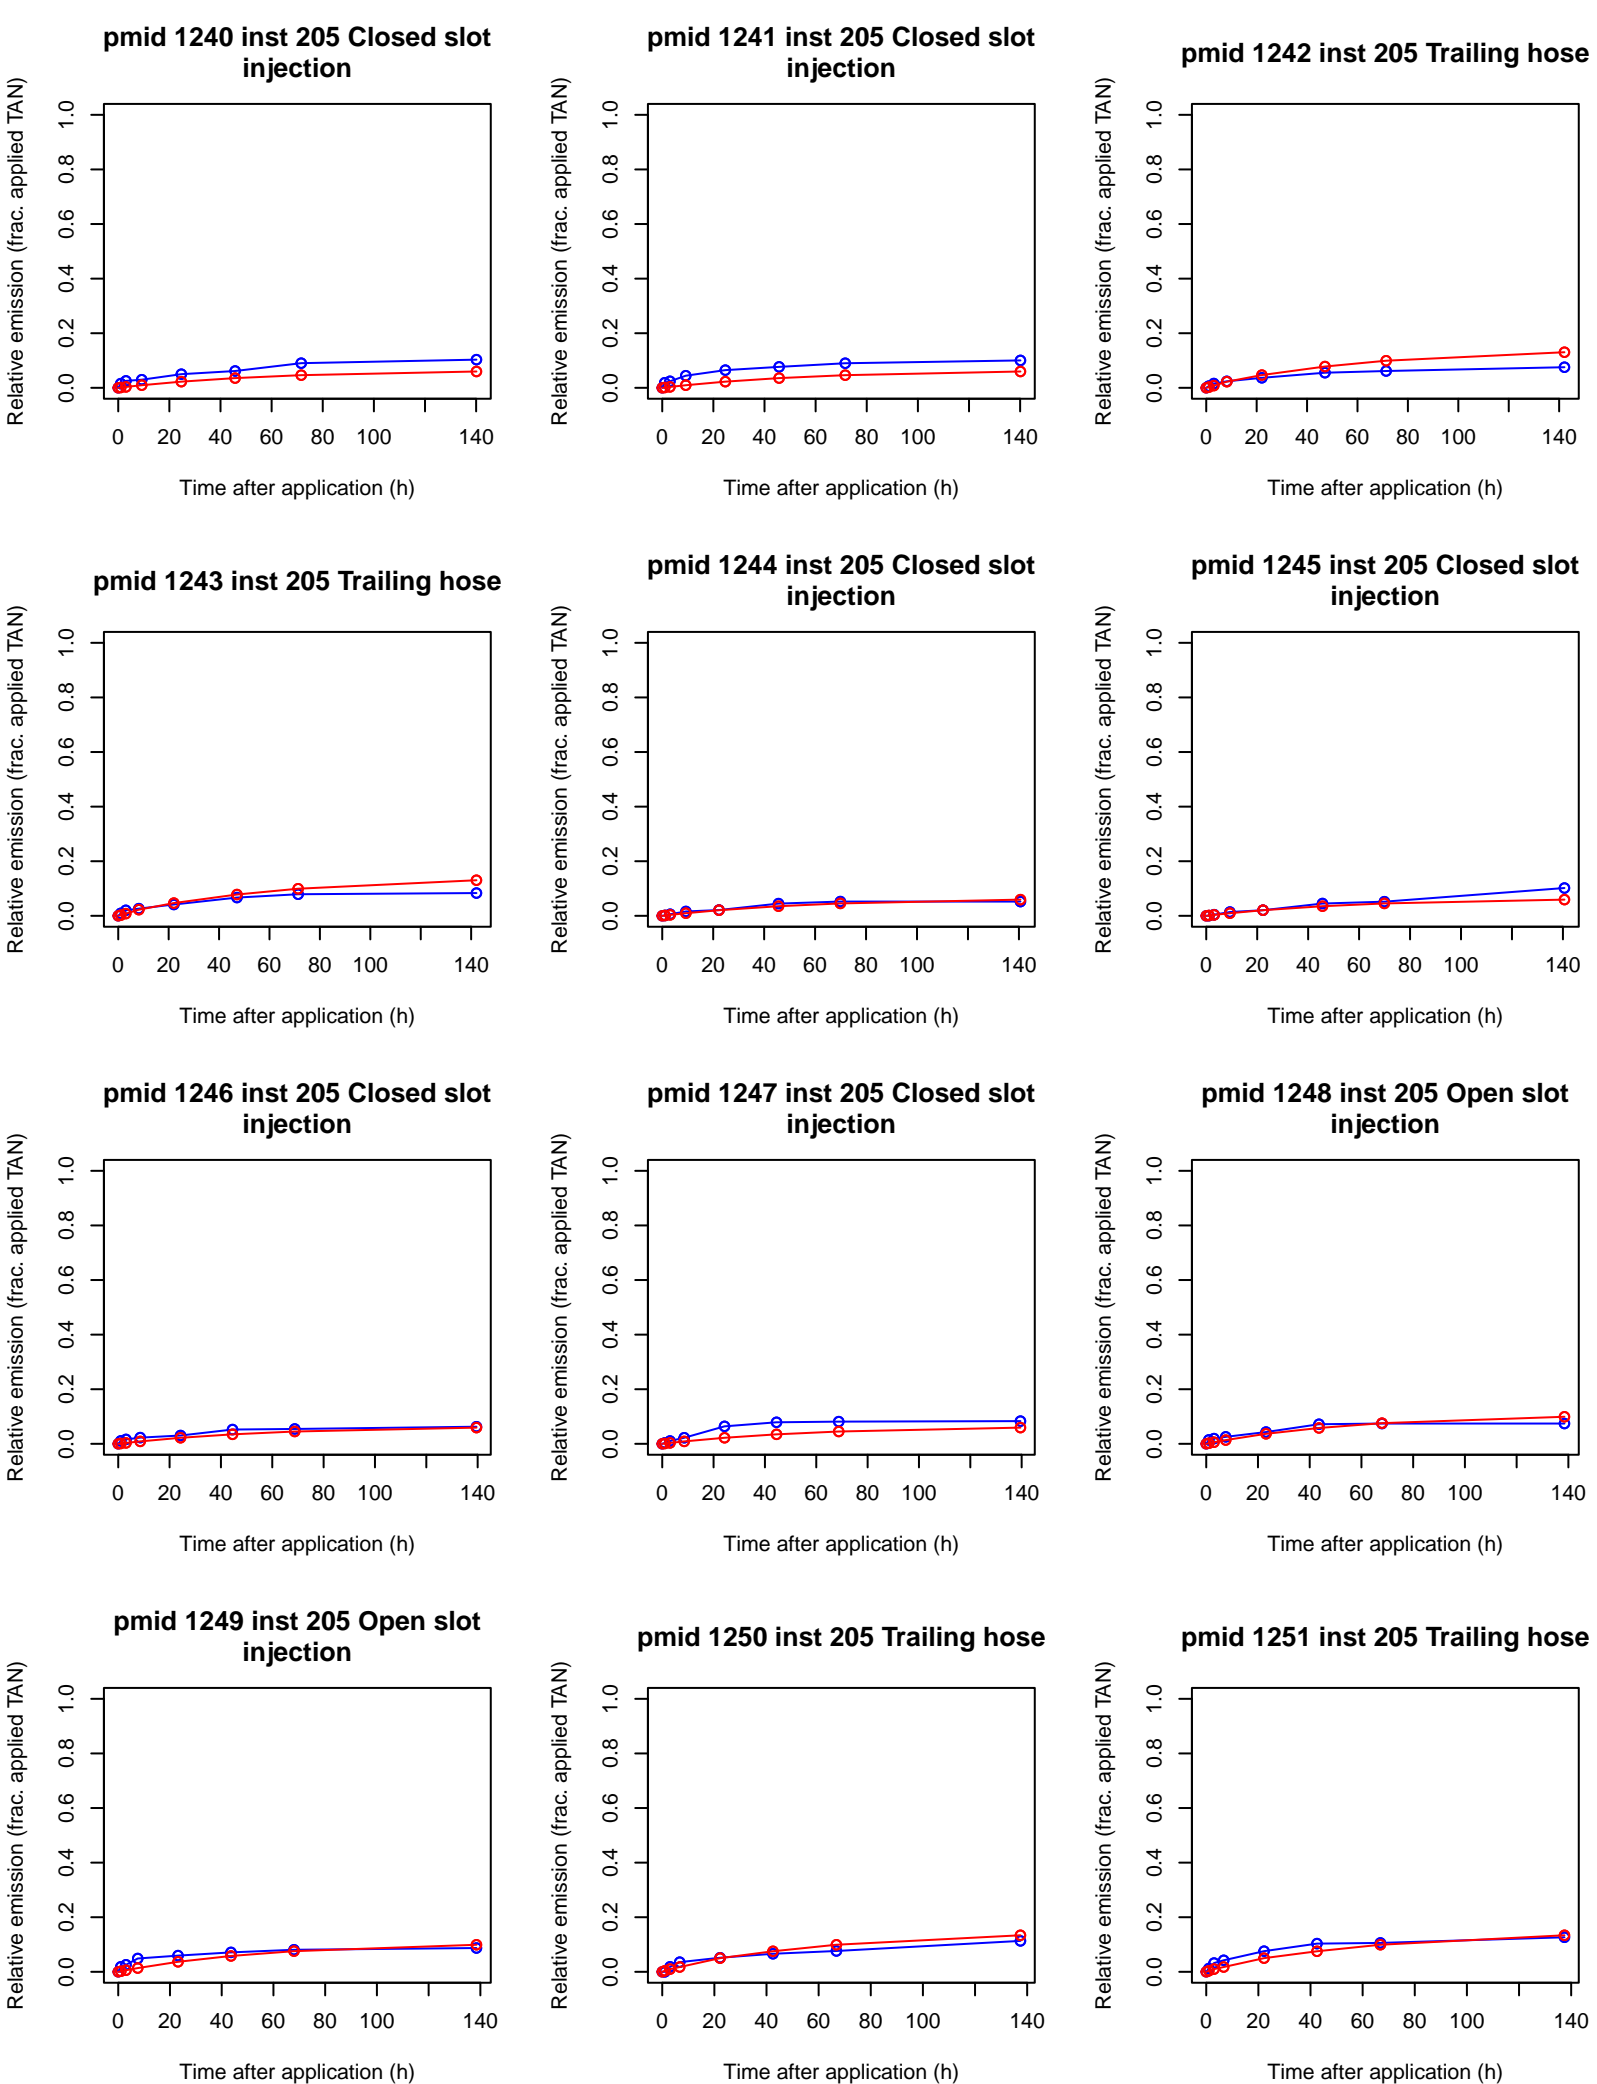 pmid 1240 inst 205 Closed slot
injection
Relative emission (frac. applied TAN)
1.0
0.8
0.6
0.4
0.2
0.0
0 20 40 60 80 100 140
Time after application (h)
pmid 1241 inst 205 Closed slot
injection
Relative emission (frac. applied TAN)
1.0
0.8
0.6
0.4
0.2
0.0
0 20 40 60 80 100 140
Time after application (h)
pmid 1242 inst 205 Trailing hose
Relative emission (frac. applied TAN)
1.0
0.8
0.6
0.4
0.2
0.0
0 20 40 60 80 100 140
Time after application (h)
pmid 1243 inst 205 Trailing hose
Relative emission (frac. applied TAN)
1.0
0.8
0.6
0.4
0.2
0.0
0 20 40 60 80 100 140
Time after application (h)
pmid 1244 inst 205 Closed slot
injection
Relative emission (frac. applied TAN)
1.0
0.8
0.6
0.4
0.2
0.0
0 20 40 60 80 100 140
Time after application (h)
pmid 1245 inst 205 Closed slot
injection
Relative emission (frac. applied TAN)
1.0
0.8
0.6
0.4
0.2
0.0
0 20 40 60 80 100 140
Time after application (h)
pmid 1246 inst 205 Closed slot
injection
Relative emission (frac. applied TAN)
1.0
0.8
0.6
0.4
0.2
0.0
0 20 40 60 80 100 140
Time after application (h)
pmid 1247 inst 205 Closed slot
injection
Relative emission (frac. applied TAN)
1.0
0.8
0.6
0.4
0.2
0.0
0 20 40 60 80 100 140
Time after application (h)
pmid 1248 inst 205 Open slot
injection
Relative emission (frac. applied TAN)
1.0
0.8
0.6
0.4
0.2
0.0
0 20 40 60 80 100 140
Time after application (h)
pmid 1249 inst 205 Open slot
injection
Relative emission (frac. applied TAN)
1.0
0.8
0.6
0.4
0.2
0.0
0 20 40 60 80 100 140
Time after application (h)
pmid 1250 inst 205 Trailing hose
Relative emission (frac. applied TAN)
1.0
0.8
0.6
0.4
0.2
0.0
0 20 40 60 80 100 140
Time after application (h)
pmid 1251 inst 205 Trailing hose
Relative emission (frac. applied TAN)
1.0
0.8
0.6
0.4
0.2
0.0
0 20 40 60 80 100 140
Time after application (h)